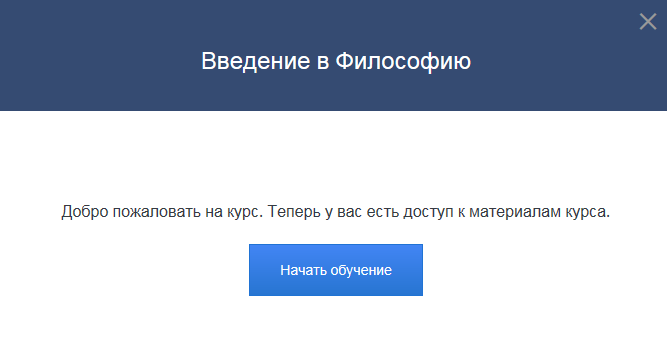 Введение в Философию
Добро пожаловать на курс. Теперь у вас есть доступ к материалам курса.
Начать обучение